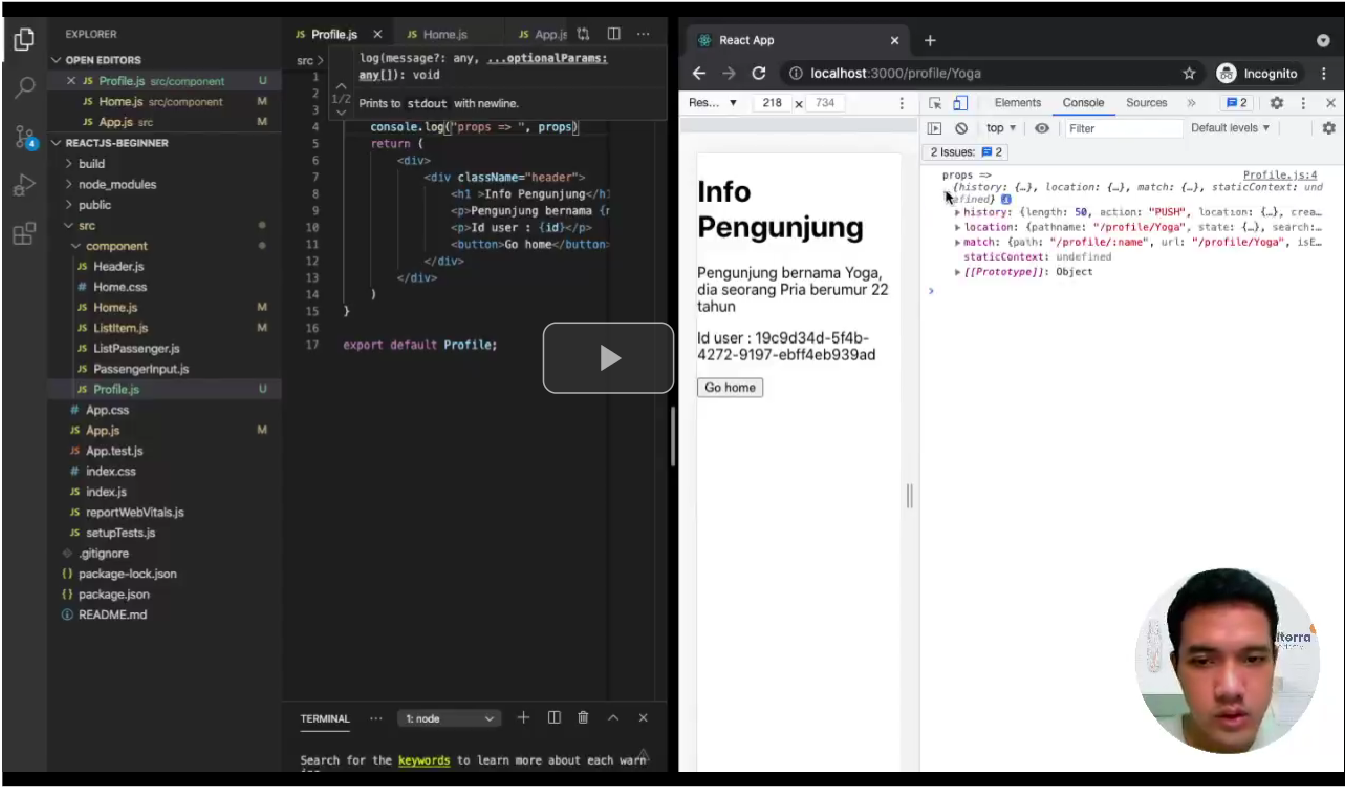 EXPLORER
OPEN EDITORS
JS Profile.js src/component U
JS Home.js src/component M
JS App.js src M
4
REACTJS-BEGINNER
build
node_modules
public
src
component
JS Header.js
# Home.css
JS Home.js M
JS ListItem.js M
JS ListPassenger.js
JS PassengerInput.js
JS Profile.js U
# App.css
JS App.js M
JS App.test.js
# index.css
JS index.js
JS reportWebVitals.js
JS setupTests.js
.gitignore
{} package-lock.json
{} package.json
README.md
JS Profile.js
JS Home.js
JS App.js
src
log(message?: any, ...optionalParams:
any[]): void
1/2
Prints to stdout with newline.
1
2
3
4 console.log("props => ", props)
5 return (
6 <div>
7 <div className="header">
8 <h1 >Info Pengunjung</h1
9 <p>Pengunjung bernama {n
10 <p>Id user : {id}</p>
11 <button>Go home</button>
12 </div>
13 </div>
14 )
15 }
16
17 export default Profile;
TERMINAL
1: node
Search for the keywords to learn more about each warn
React App
localhost:3000/profile/Yoga
Incognito
Res...
218 × 734
Elements
Console
Sources
2
top
Filter
Default levels
2 Issues: 2
props =>
Profile.js:4
{history: {…}, location: {…}, match: {…}, staticContext: und
efined}
history: {length: 50, action: "PUSH", location: {…}, crea…
location: {pathname: "/profile/Yoga", state: {…}, search:…
match: {path: "/profile/:name", url: "/profile/Yoga", isE…
staticContext: undefined
[[Prototype]]: Object
Info
Pengunjung
Pengunjung bernama Yoga,
dia seorang Pria berumur 22
tahun
Id user : 19c9d34d-5f4b-
4272-9197-ebff4eb939ad
Go home
lterra